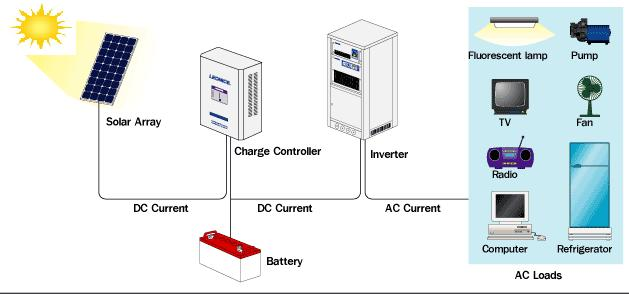 Solar Array
Charge Controller
Inverter
Fluorescent lamp
Pump
TV
Fan
Radio
Computer
Refrigerator
DC Current
DC Current
AC Current
Battery
AC Loads